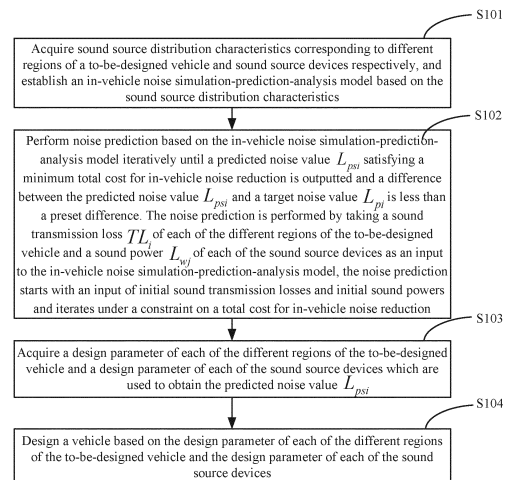 S101
Acquire sound source distribution characteristics corresponding to different
regions of a to-be-designed vehicle and sound source devices respectively, and
establish an in-vehicle noise simulation-prediction-analysis model based on the
sound source distribution characteristics
S102
Perform noise prediction based on the in-vehicle noise simulation-prediction-
analysis model iteratively until a predicted noise value L_psi satisfying a
minimum total cost for in-vehicle noise reduction is outputted and a difference
between the predicted noise value L_psi and a target noise value L_pi is less than
a preset difference. The noise prediction is performed by taking a sound
transmission loss TL_i of each of the different regions of the to-be-designed
vehicle and a sound power L_wj of each of the sound source devices as an input
to the in-vehicle noise simulation-prediction-analysis model, the noise prediction
starts with an input of initial sound transmission losses and initial sound powers
and iterates under a constraint on a total cost for in-vehicle noise reduction
S103
Acquire a design parameter of each of the different regions of the to-be-designed
vehicle and a design parameter of each of the sound source devices which are
used to obtain the predicted noise value L_psi
S104
Design a vehicle based on the design parameter of each of the different regions
of the to-be-designed vehicle and the design parameter of each of the sound
source devices